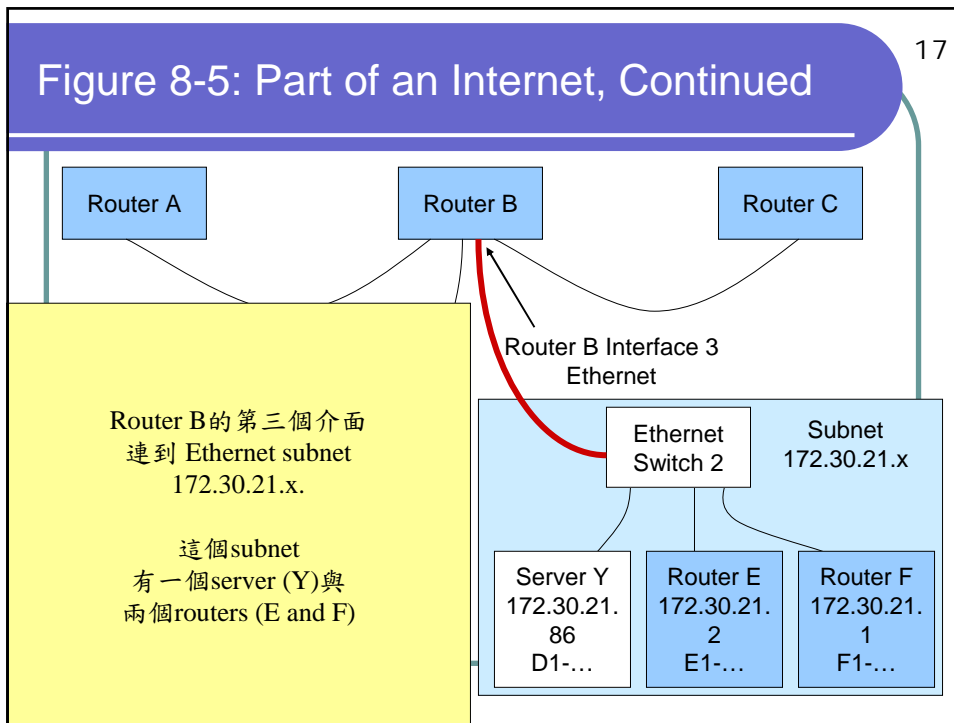 17
Figure 8-5: Part of an Internet, Continued
Router A
Router B
Router C
Router B Interface 3
Ethernet
Router B的第三個介面
連到 Ethernet subnet
172.30.21.x.
這個subnet
有一個server (Y)與
兩個routers (E and F)
Ethernet
Switch 2
Subnet
172.30.21.x
Server Y
172.30.21.
86
D1-…
Router E
172.30.21.
2
E1-…
Router F
172.30.21.
1
F1-…